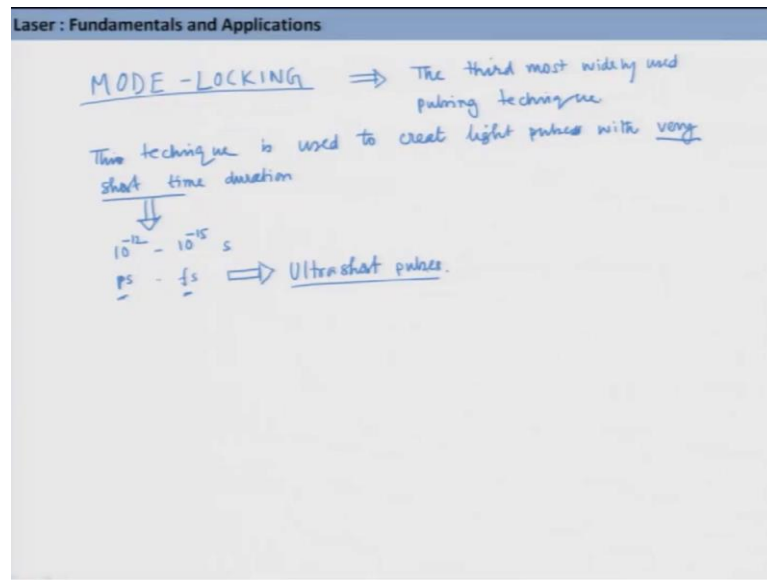 Laser : Fundamentals and Applications
MODE-LOCKING ⇒ The third most widely used
pulsing technique
This technique is used to creat light pulses with very
short time duration
⇓
10⁻¹² - 10⁻¹⁵ s
ps - fs ⇒ Ultrashort pulses.